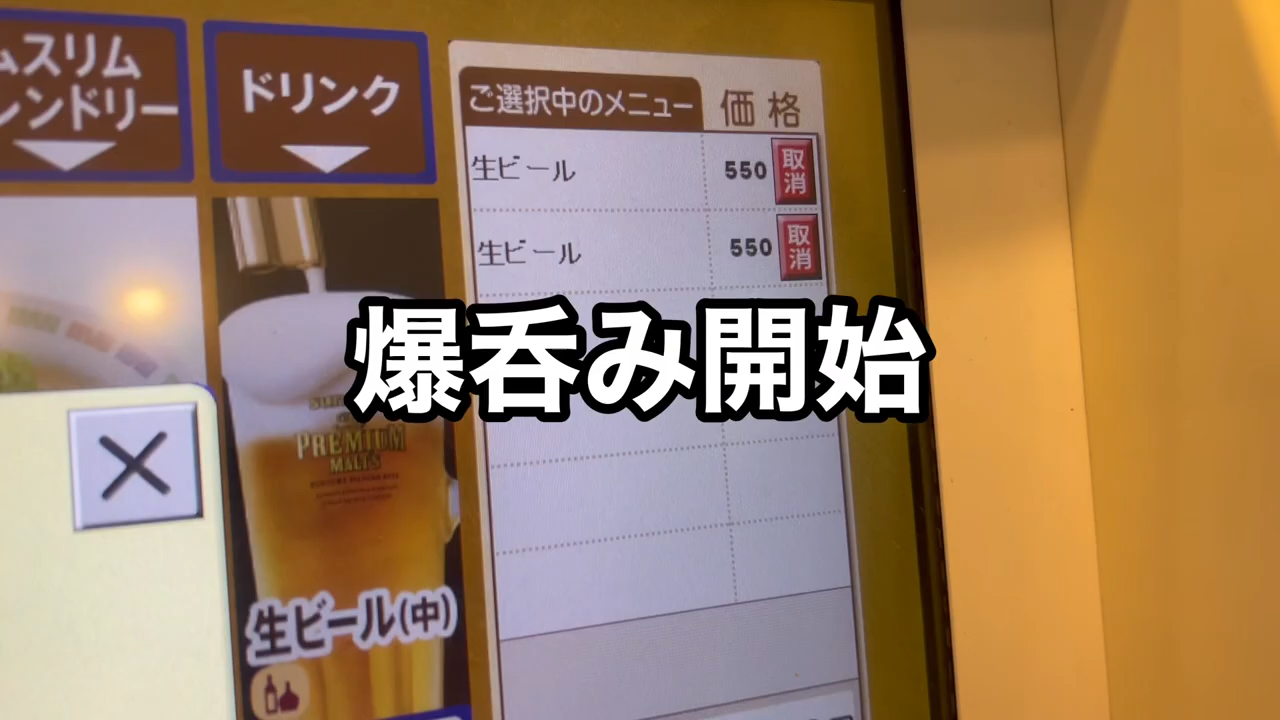 ムスリム
レンドリー
ドリンク
ご選択中のメニュー 価格
生ビール 550 取消
生ビール 550 取消
爆呑み開始
PREMIUM
MALT'S
生ビール(中)